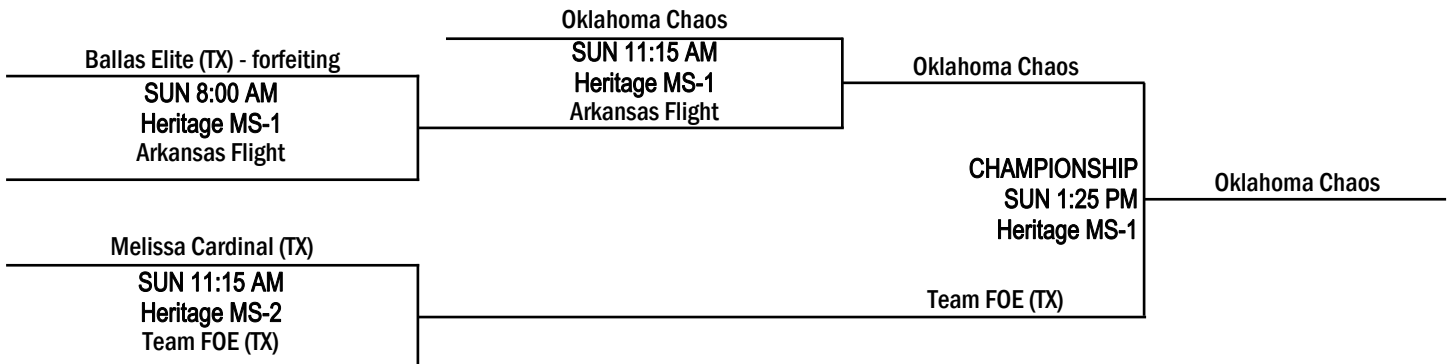 Oklahoma Chaos
Ballas Elite (TX) - forfeiting
SUN 11:15 AM
Heritage MS-1
Arkansas Flight
Oklahoma Chaos
SUN 8:00 AM
Heritage MS-1
Arkansas Flight
CHAMPIONSHIP
SUN 1:25 PM
Heritage MS-1
Oklahoma Chaos
Melissa Cardinal (TX)
SUN 11:15 AM
Heritage MS-2
Team FOE (TX)
Team FOE (TX)